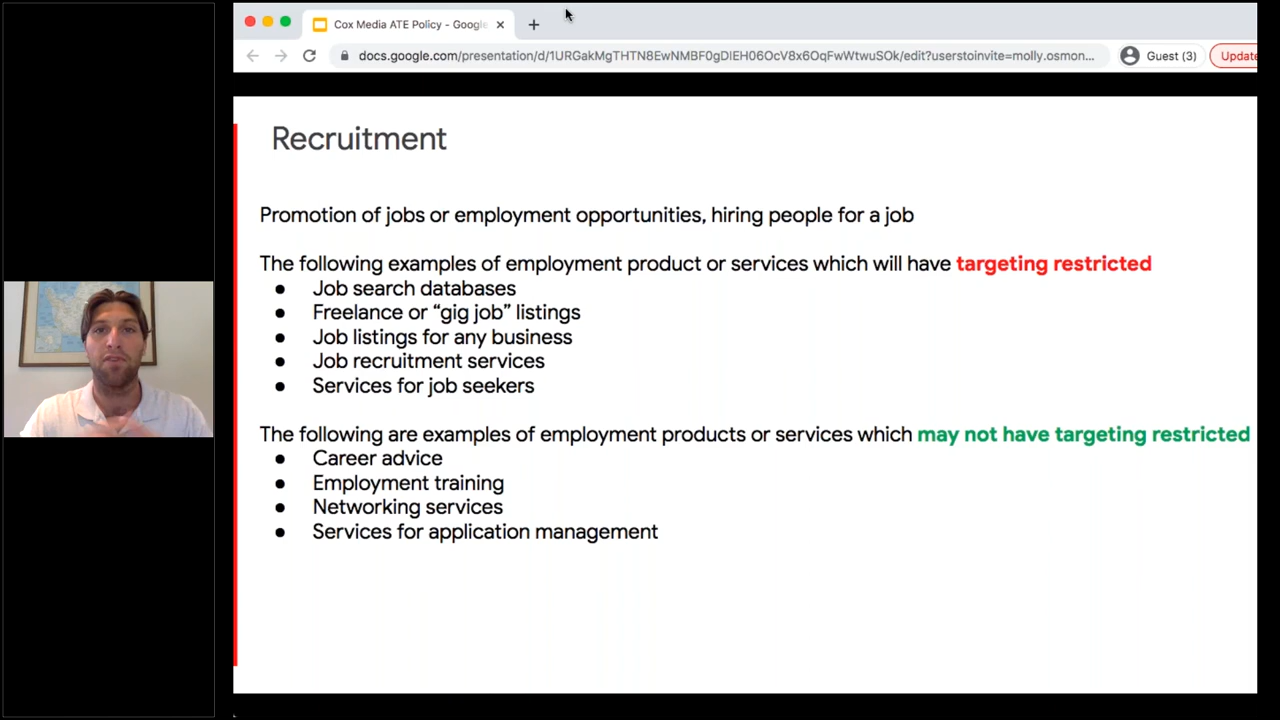 Cox Media ATE Policy - Google
docs.google.com/presentation/d/1URGakMgTHTN8EwNMBF0gDIEH06OcV8x6OqFwWtwuSOk/edit?userstoinvite=molly.osmon...
Guest (3)
Update
Recruitment
Promotion of jobs or employment opportunities, hiring people for a job
The following examples of employment product or services which will have targeting restricted
● Job search databases
● Freelance or “gig job” listings
● Job listings for any business
● Job recruitment services
● Services for job seekers
The following are examples of employment products or services which may not have targeting restricted
● Career advice
● Employment training
● Networking services
● Services for application management